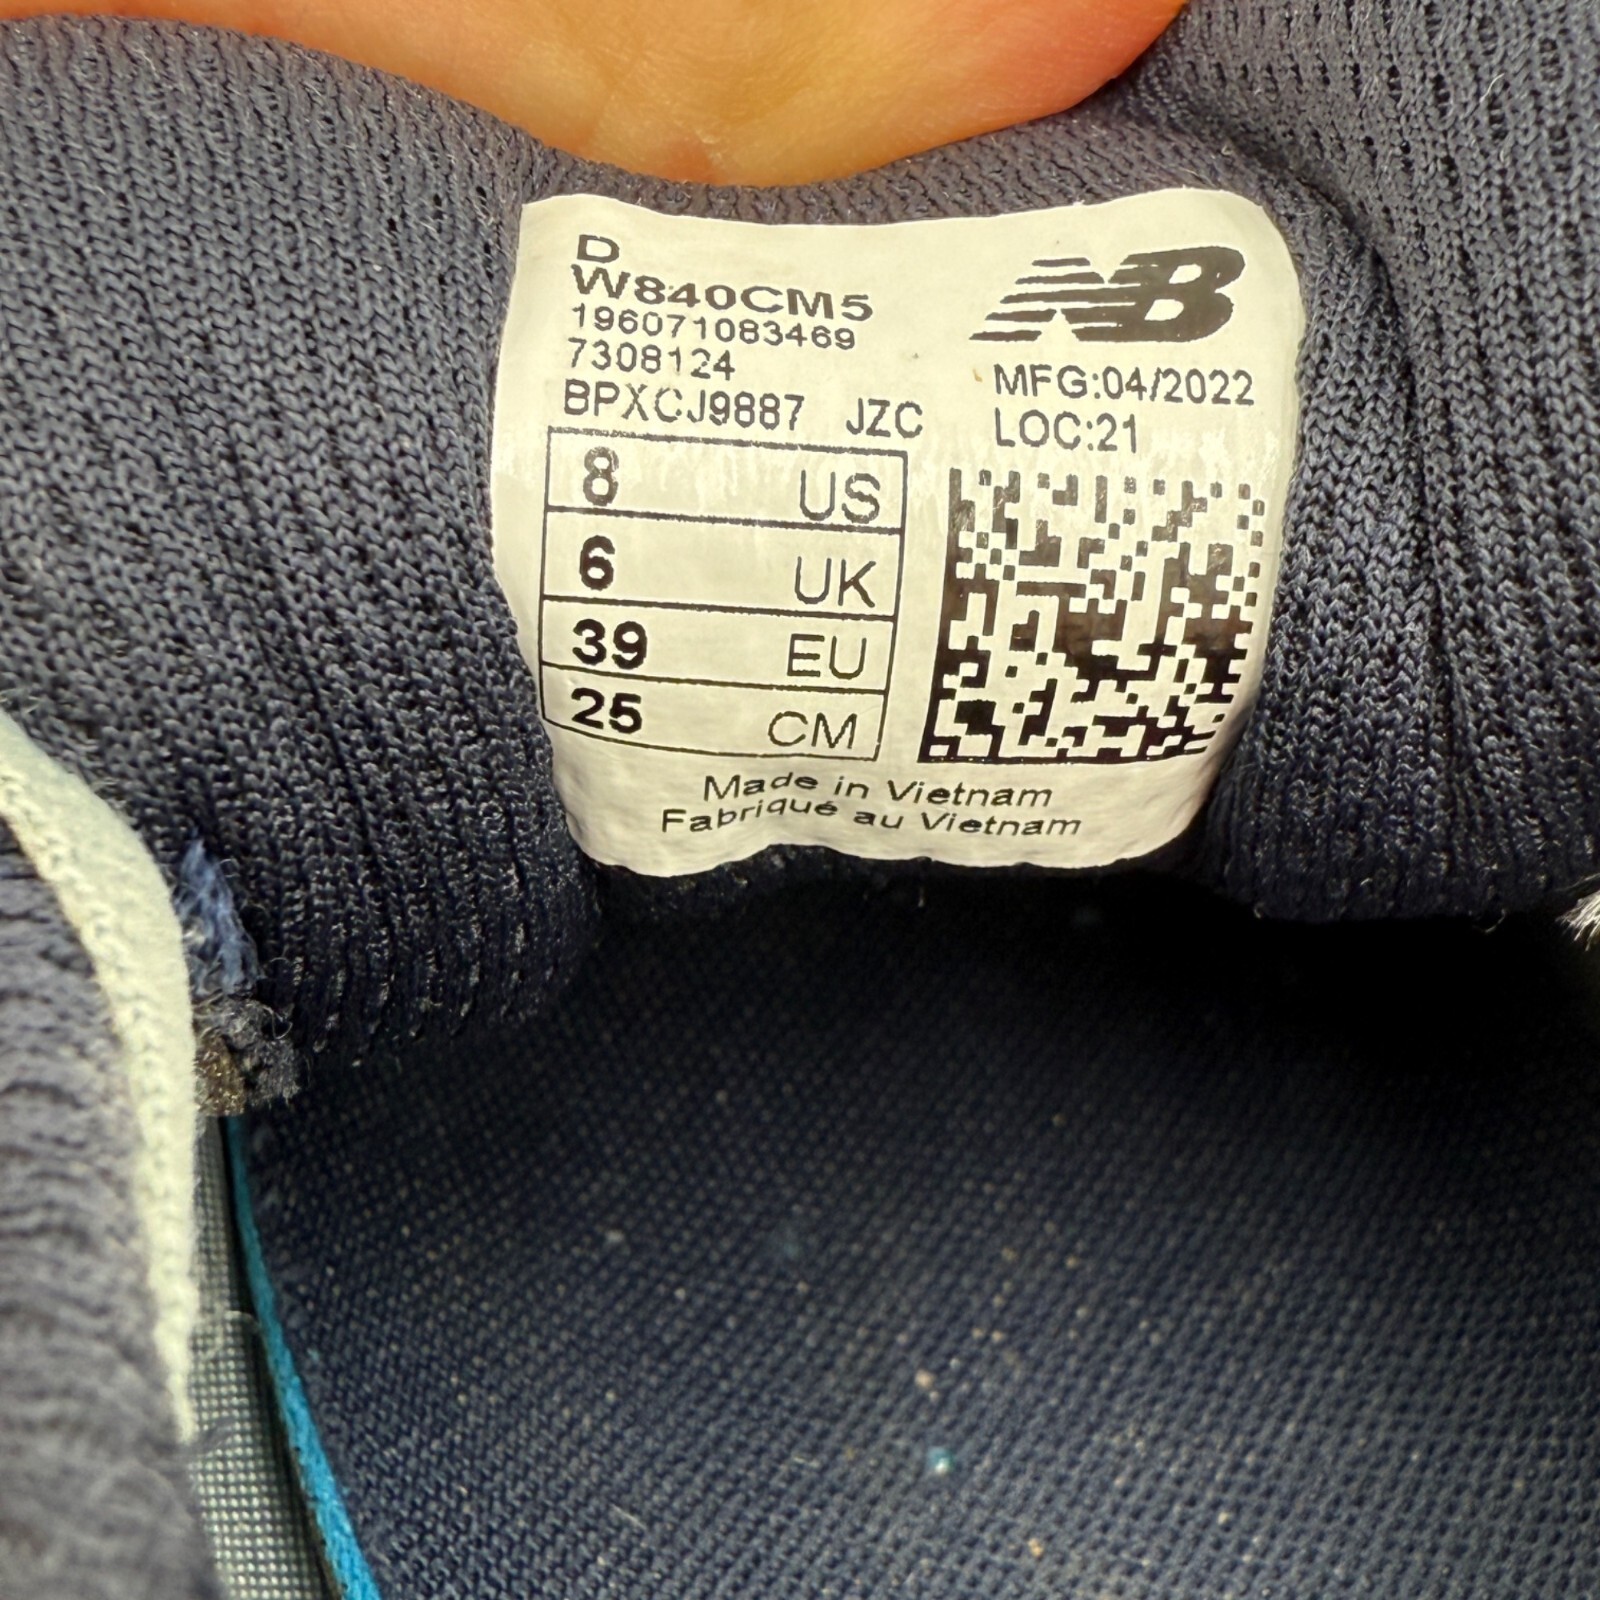 D
W840CM5
196071083469
7308124
BPXCJ9887 JZC
NB
MFG:04/2022
LOC:21
8 US
6 UK
39 EU
25 CM
Made in Vietnam
Fabriqué au Vietnam